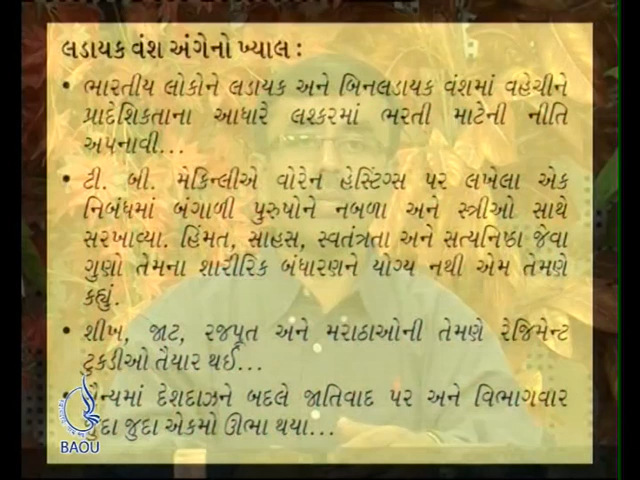 લડાયક વંશ અંગેનો ખ્યાલ :
• ભારતીય લોકોને લડાયક અને બિનલડાયક વંશમાં વહેચીને
પ્રાદેશિકતાના આધારે લશ્કરમાં ભરતી માટેની નીતિ
અપનાવી...
• ટી. બી. મેકિન્લીએ વોરેન હેસ્ટિંગ્સ પર લખેલા એક
નિબંધમાં બંગાળી પુરુષોને નબળા અને સ્ત્રીઓ સાથે
સરખાવ્યા. હિંમત, સાહસ, સ્વતંત્રતા અને સત્યનિષ્ઠા જેવા
ગુણો તેમના શારીરિક બંધારણને યોગ્ય નથી એમ તેમણે
કહ્યું.
• શીખ, જાટ, રજપૂત અને મરાઠાઓની તેમણે રેજિમેન્ટ
ટુકડીઓ તૈયાર થઈ...
દેશદાઝને બદલે જાતિવાદ પર અને વિભાગવાર
જુદા એકમો ઊભા થયા...
BAOU